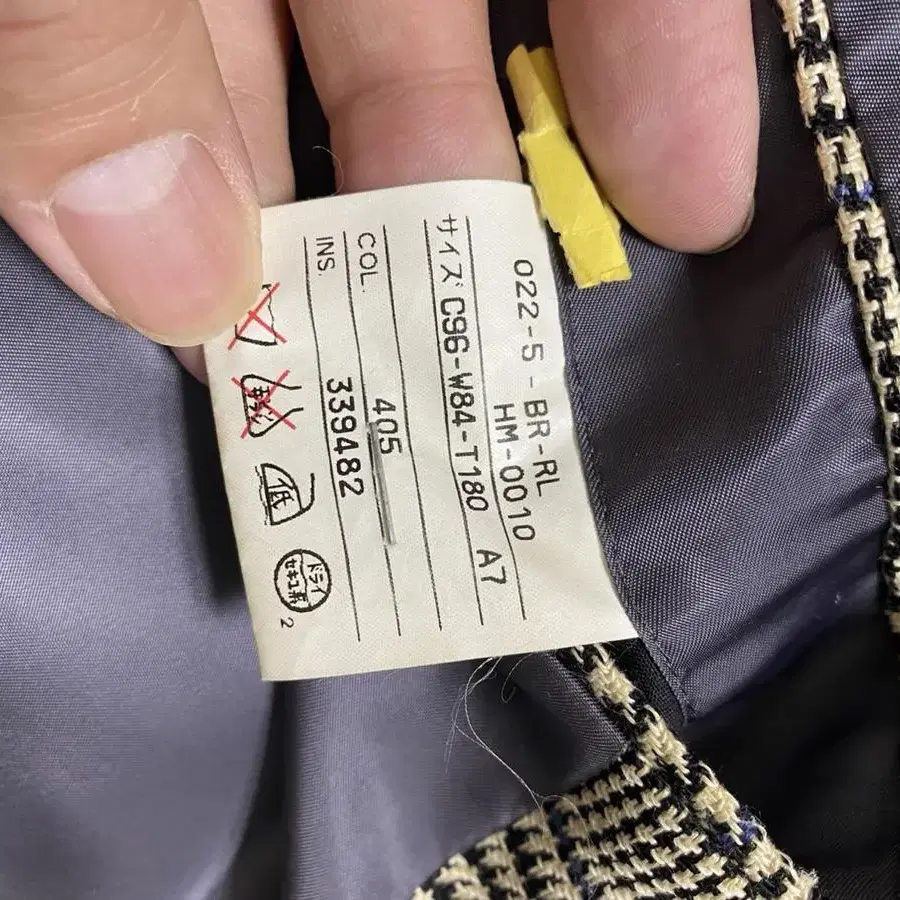 022-5-BR-RL
HM-0010
サイズ C96-W84-T180 A7
COL. 405
INS. 339482
低
ドライ
セキユ系
2